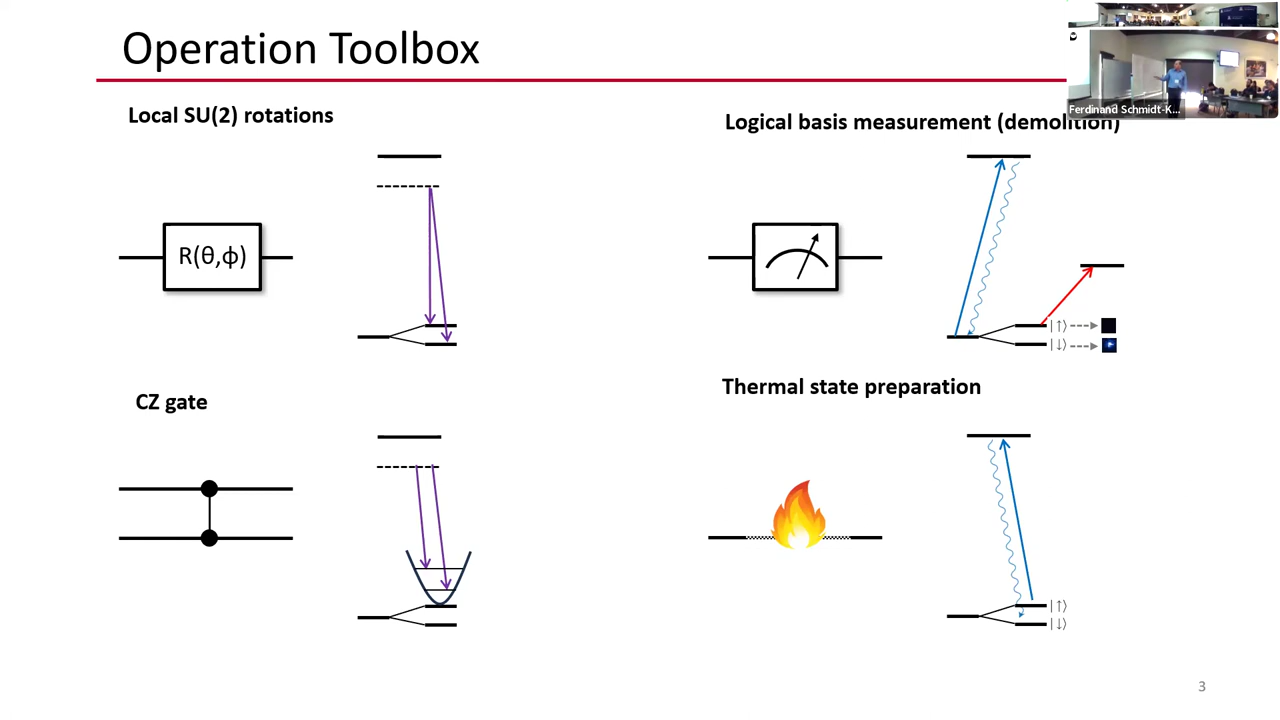 Operation Toolbox
Ferdinand Schmidt-K...
Local SU(2) rotations
R(θ,ϕ)
Logical basis measurement (demolition)
|↑⟩
|↓⟩
CZ gate
Thermal state preparation
|↑⟩
|↓⟩
3